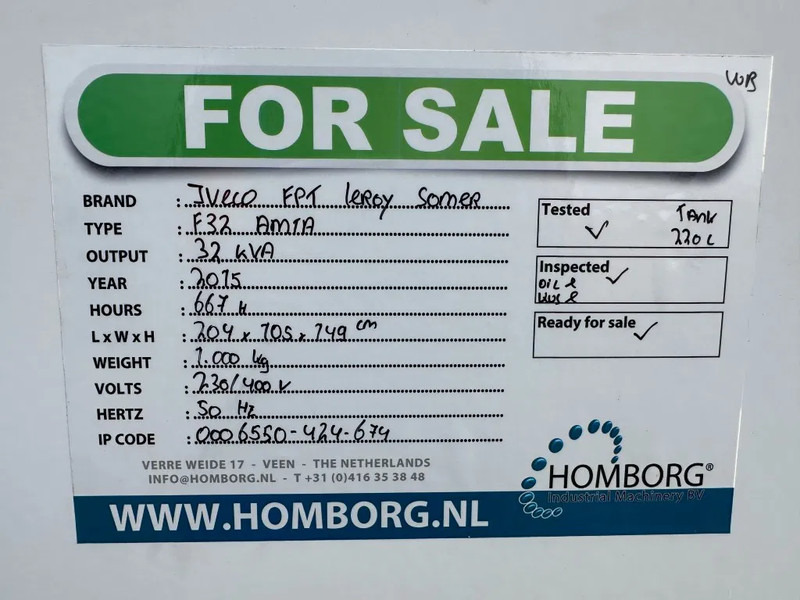 WB
FOR SALE
BRAND : IVECO FPT LEROY SOMER
TYPE : F32 AM1A
OUTPUT : 32 KVA
YEAR : 2015
HOURS : 667 H
L x W x H : 204 x 105 x 149 cm
WEIGHT : 1.000 kg
VOLTS : 230/400 V
HERTZ : 50 Hz
IP CODE : 0006550-424-674
Tested ✓ TANK
220 L
Inspected ✓
OIL &
Ready for sale ✓
VERRE WEIDE 17 - VEEN - THE NETHERLANDS
INFO@HOMBORG.NL - T +31 (0)416 35 38 48
HOMBORG®
Industrial Machinery BV
WWW.HOMBORG.NL